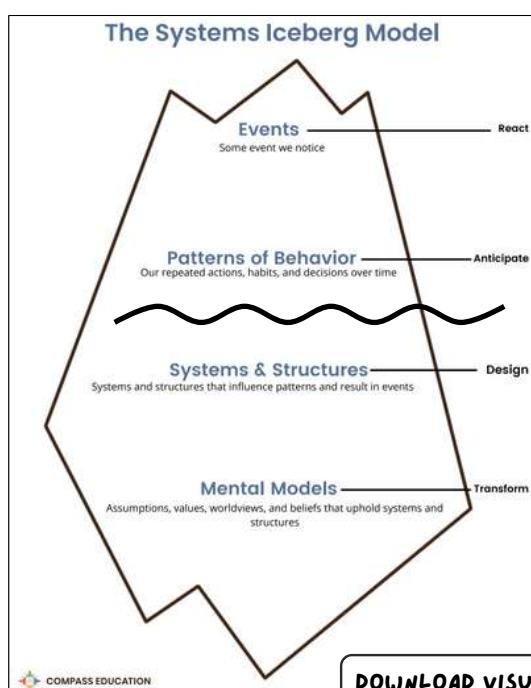 The Systems Iceberg Model
Events React
Some event we notice
Patterns of Behavior Anticipate
Our repeated actions, habits, and decisions over time
Systems & Structures Design
Systems and structures that influence patterns and result in events
Mental Models Transform
Assumptions, values, worldviews, and beliefs that uphold systems and
structures
COMPASS EDUCATION
DOWNLOAD